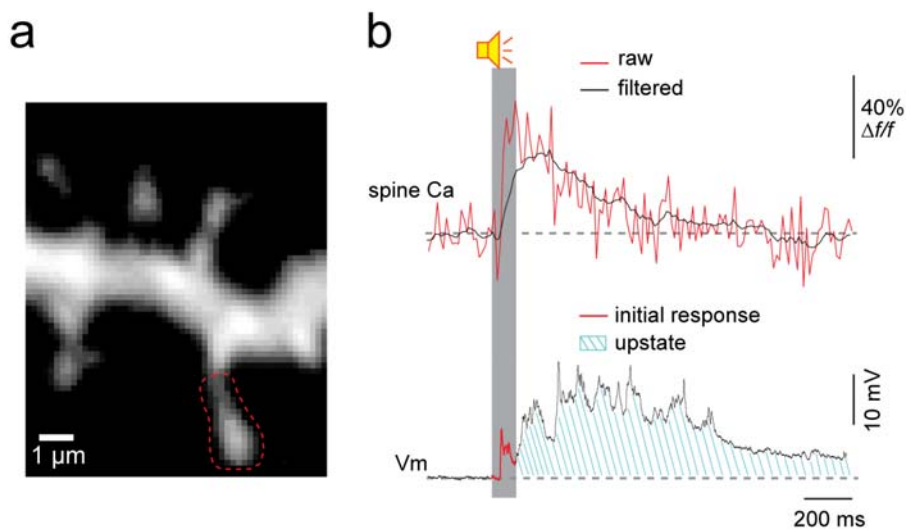 a
1 μm
b
raw
filtered
40%
Δf/f
spine Ca
initial response
upstate
10 mV
Vm
200 ms